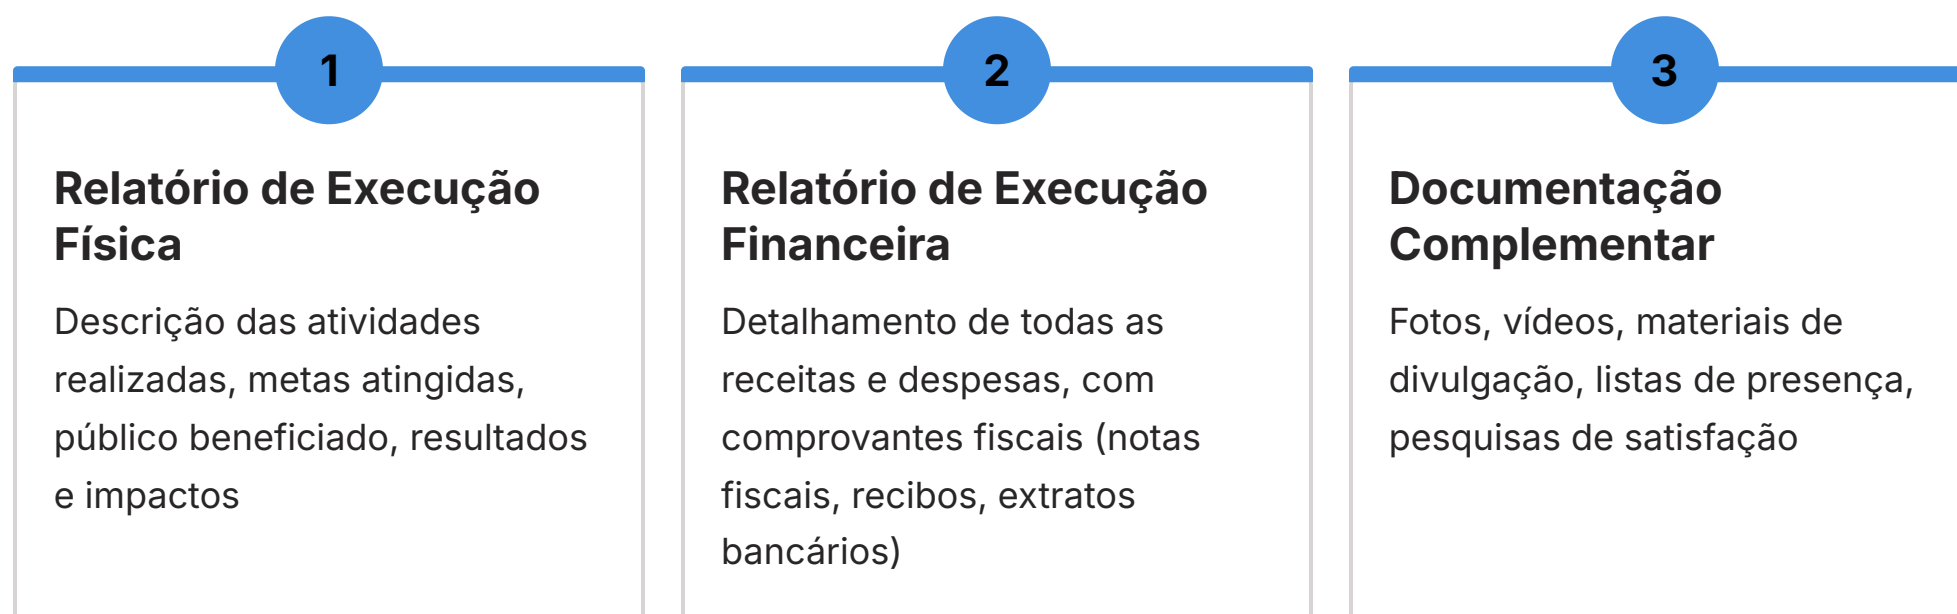 1
Relatório de Execução
Física
Descrição das atividades
realizadas, metas atingidas,
público beneficiado, resultados
e impactos
2
Relatório de Execução
Financeira
Detalhamento de todas as
receitas e despesas, com
comprovantes fiscais (notas
fiscais, recibos, extratos
bancários)
3
Documentação
Complementar
Fotos, vídeos, materiais de
divulgação, listas de presença,
pesquisas de satisfação